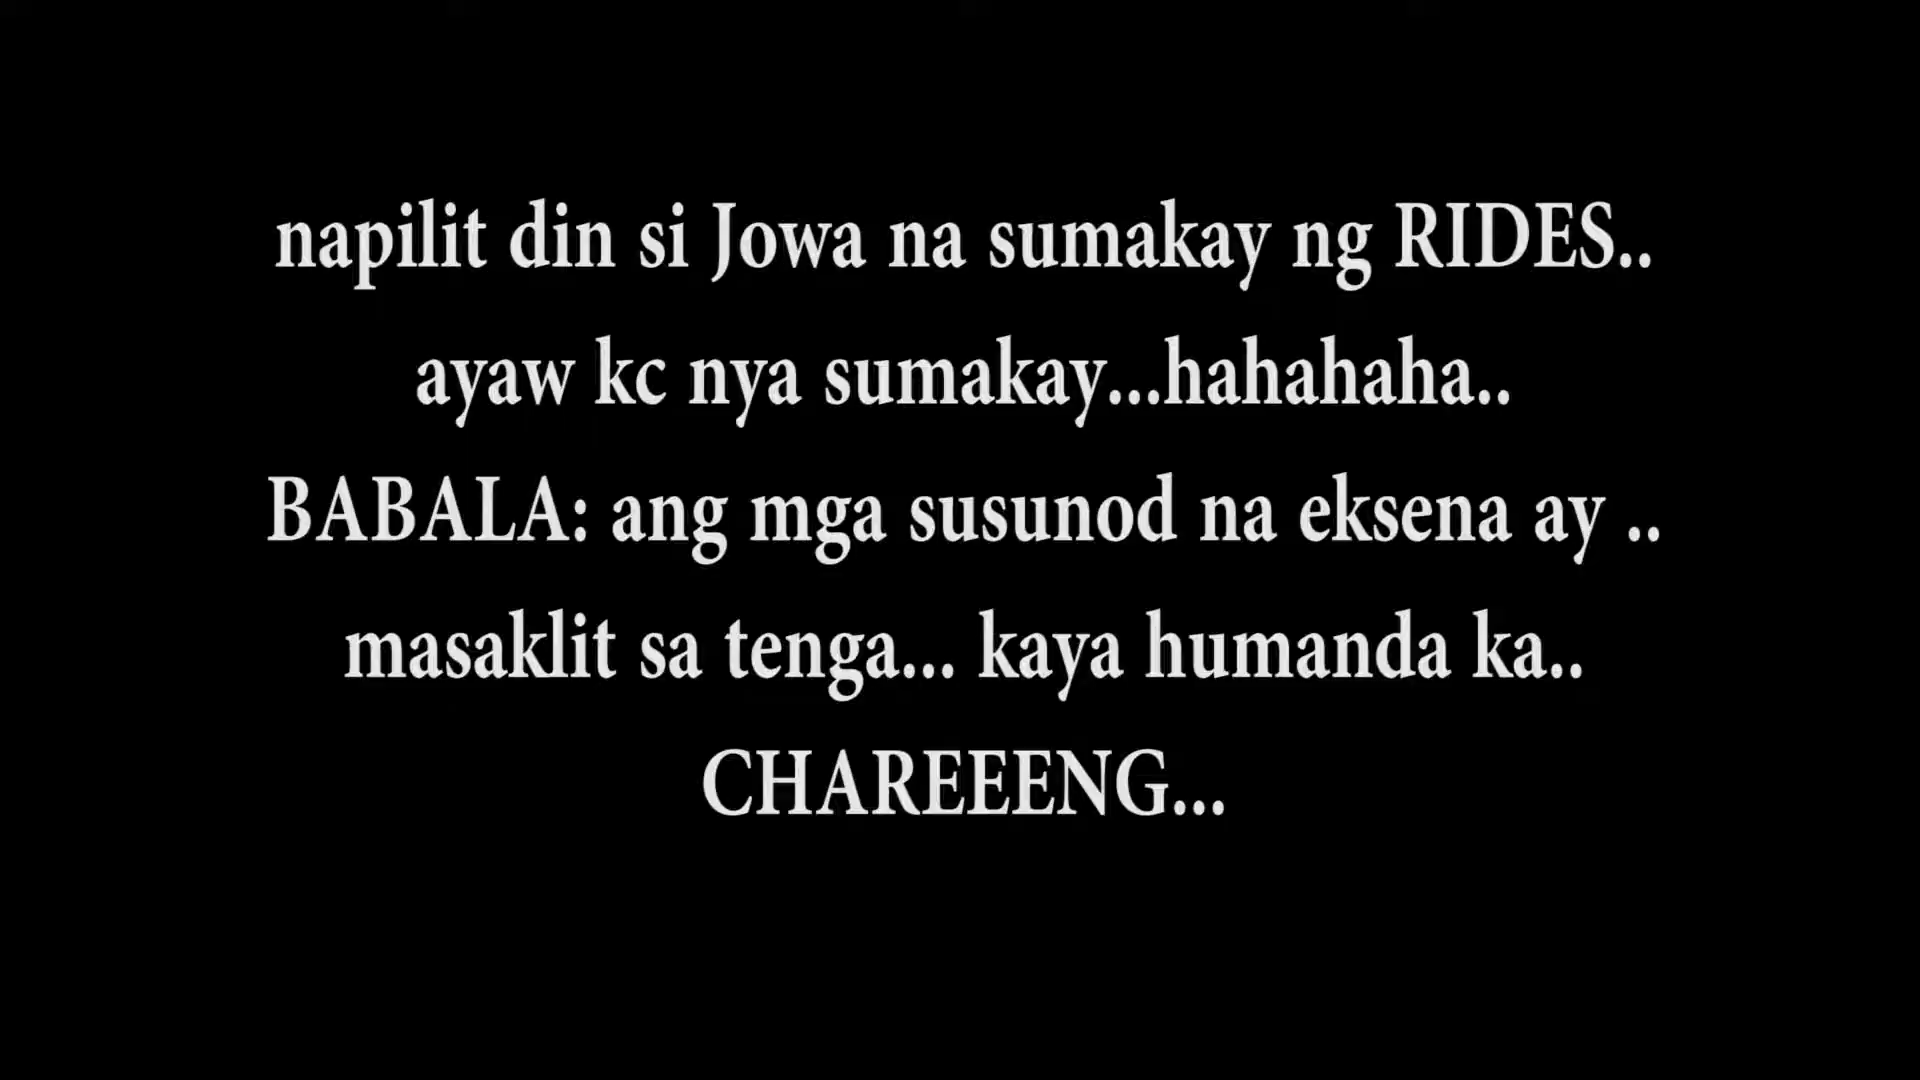 napilit din si Jowa na sumakay ng RIDES..
ayaw kc nya sumakay...hahahaha..
BABALA: ang mga susunod na eksena ay ..
masaklit sa tenga... kaya humanda ka..
CHAREEENG...